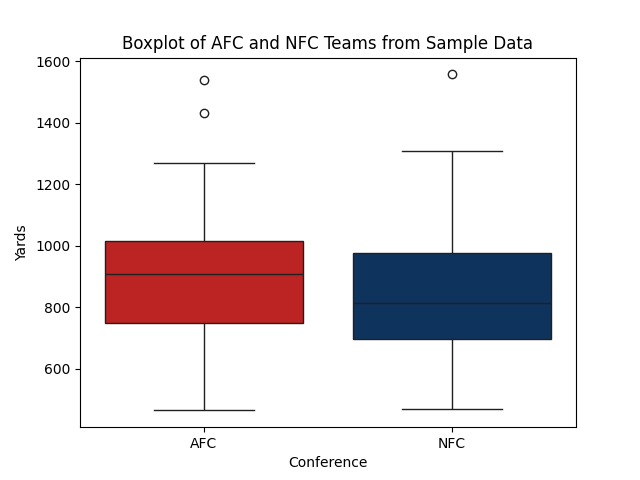 Boxplot of AFC and NFC Teams from Sample Data
1600
1400
1200
1000
800
600
Yards
AFC
NFC
Conference